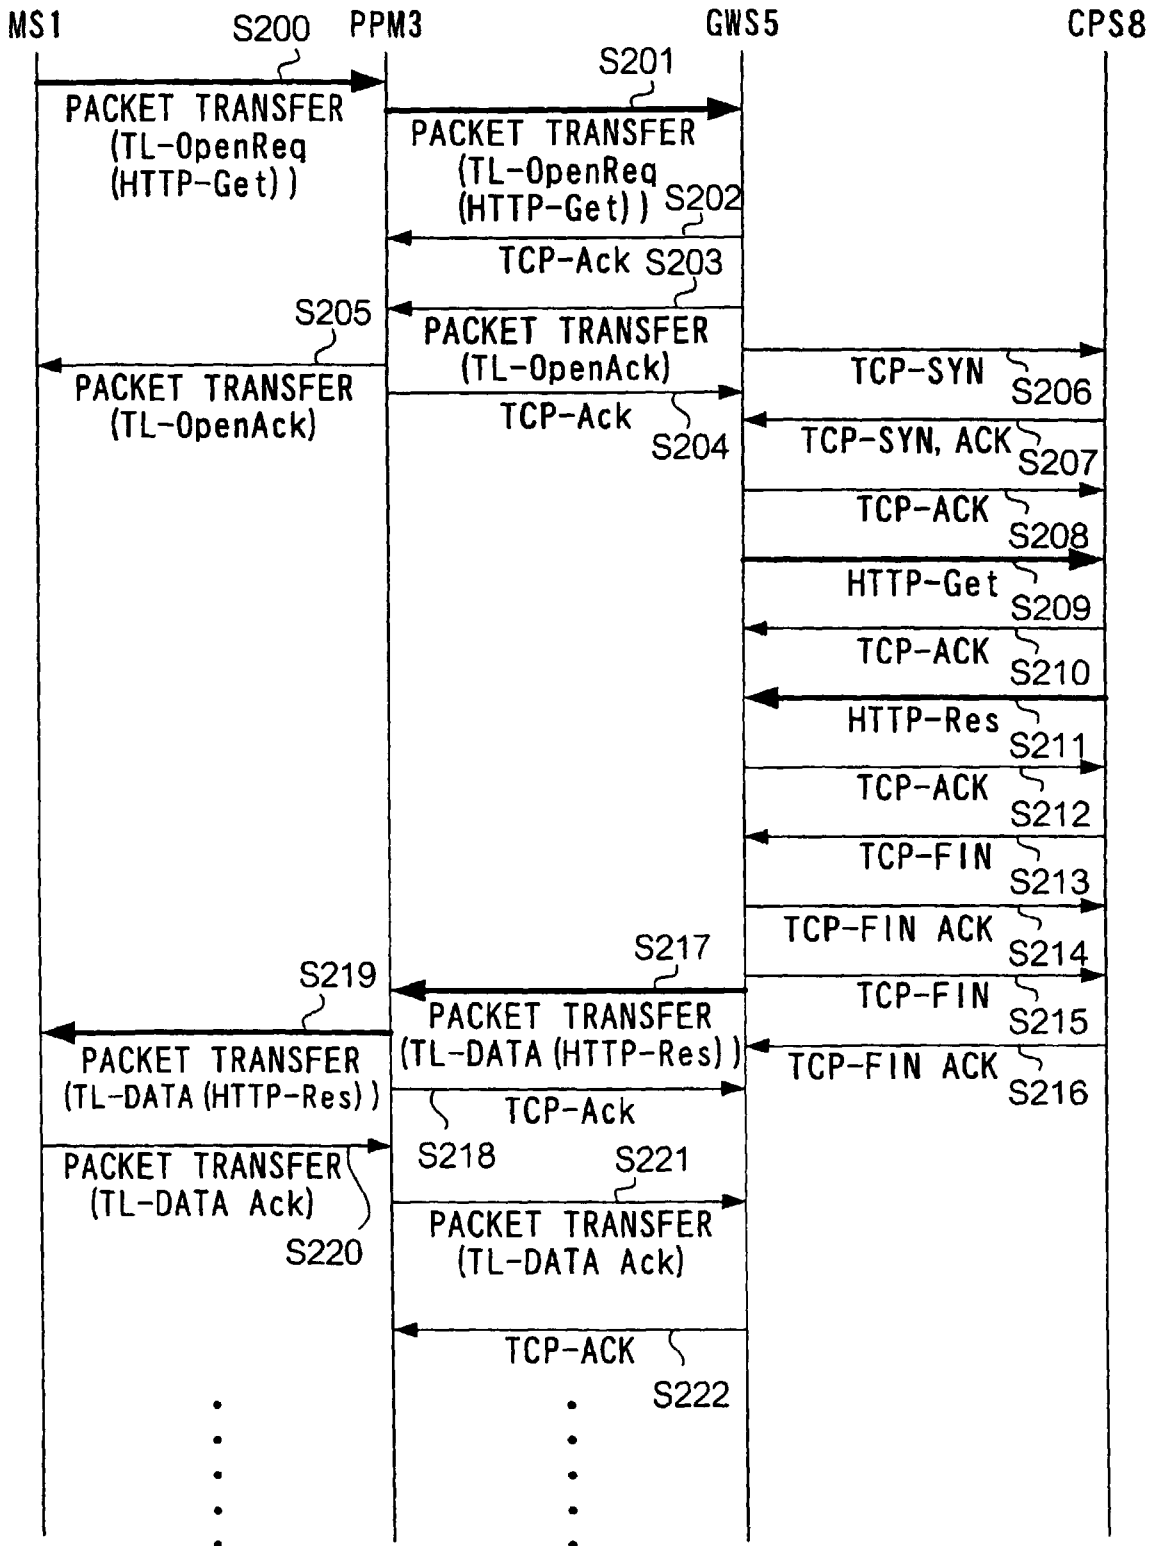 MS1
S200
PPM3
GWS5
CPS8
S201
PACKET TRANSFER
(TL-OpenReq
(HTTP-Get))
PACKET TRANSFER
(TL-OpenReq
(HTTP-Get))
S202
TCP-Ack
S203
S205
PACKET TRANSFER
(TL-OpenAck)
PACKET TRANSFER
(TL-OpenAck)
TCP-SYN
S206
TCP-Ack
S204
TCP-SYN, ACK
S207
TCP-ACK
S208
HTTP-Get
S209
TCP-ACK
S210
HTTP-Res
S211
TCP-ACK
S212
TCP-FIN
S213
TCP-FIN ACK
S214
S217
S219
TCP-FIN
S215
PACKET TRANSFER
(TL-DATA(HTTP-Res))
PACKET TRANSFER
(TL-DATA(HTTP-Res))
TCP-FIN ACK
S216
TCP-Ack
S218
PACKET TRANSFER
(TL-DATA Ack)
S220
S221
PACKET TRANSFER
(TL-DATA Ack)
TCP-ACK
S222